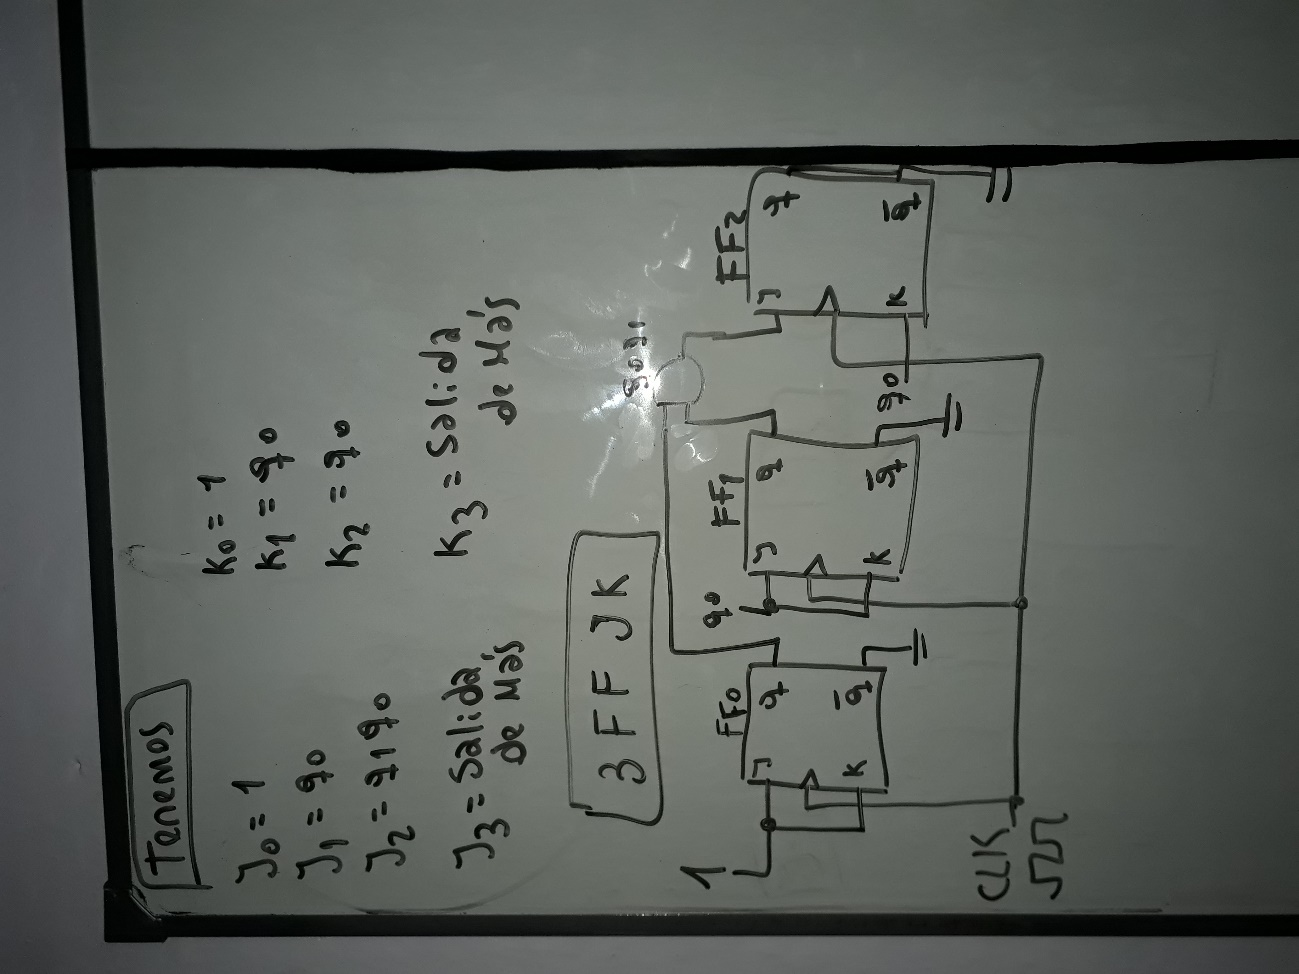 Tenemos
J0 = 1 K0 = 1
J1 = q0 K1 = q0
J2 = q1q0 K2 = q0
J3 = Salida de Más K3 = Salida de Más
3 FF JK
q0q1
FF0 FF1 FF2
1 J q q0 J q J q
K q̅ K q̅ q0 K q̅
CLK